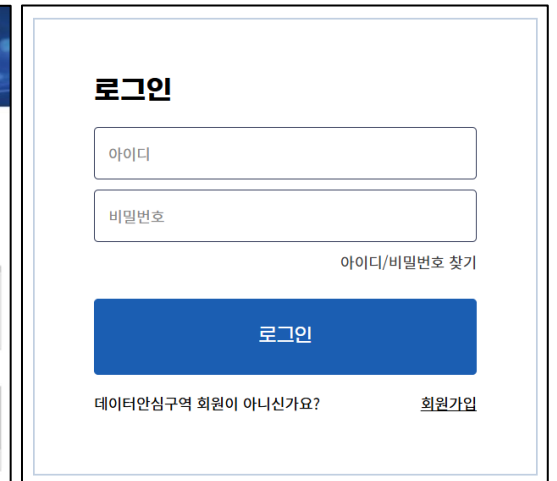 로그인
아이디
비밀번호
아이디/비밀번호 찾기
로그인
데이터안심구역 회원이 아니신가요? 회원가입